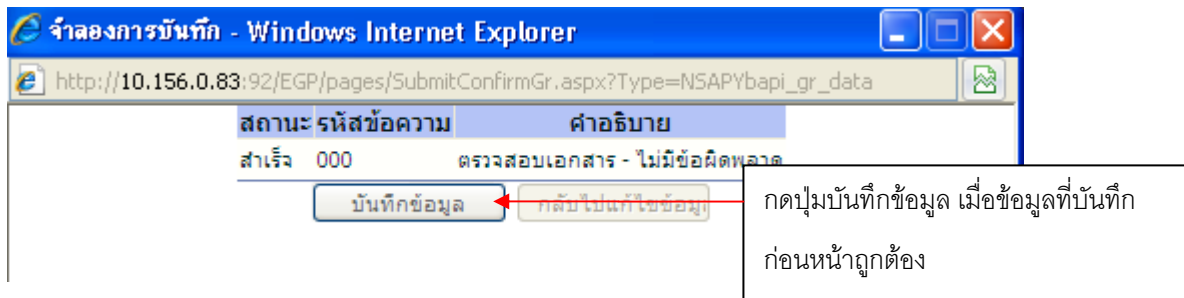 จำลองการบันทึก - Windows Internet Explorer
http://10.156.0.83:92/EGP/pages/SubmitConfirmGr.aspx?Type=NSAPYbapi_gr_data
สถานะ รหัสข้อความ คำอธิบาย
สำเร็จ 000 ตรวจสอบเอกสาร - ไม่มีข้อผิดพลาด
บันทึกข้อมูล กลับไปแก้ไขข้อมูล
กดปุ่มบันทึกข้อมูล เมื่อข้อมูลที่บันทึก
ก่อนหน้าถูกต้อง